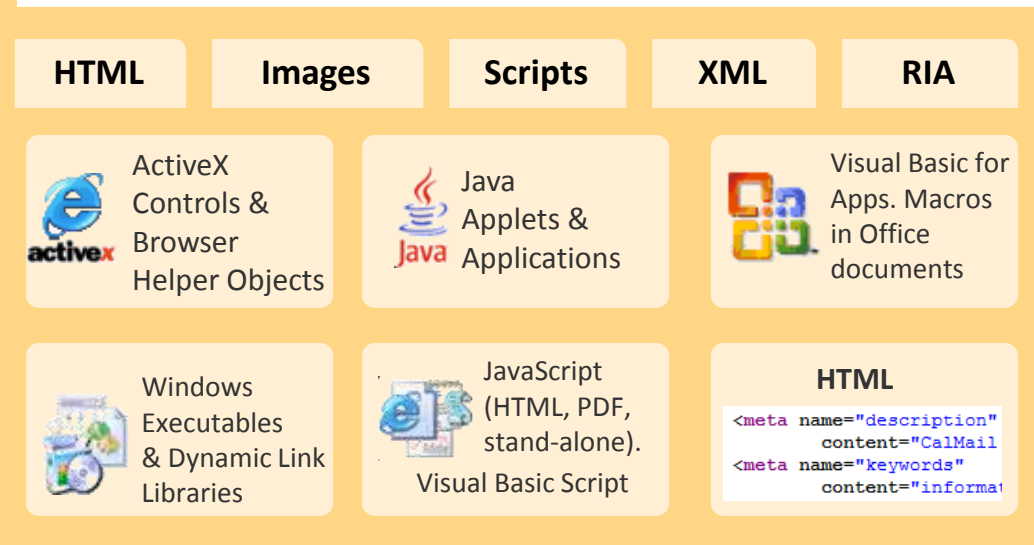 HTML
Images
Scripts
XML
RIA
activex
ActiveX
Controls &
Browser
Helper Objects
Java
Java
Applets &
Applications
Visual Basic for
Apps. Macros
in Office
documents
Windows
Executables
& Dynamic Link
Libraries
JavaScript
(HTML, PDF,
stand-alone).
Visual Basic Script
HTML
<meta name="description"
content="CalMail
<meta name="keywords"
content="informat